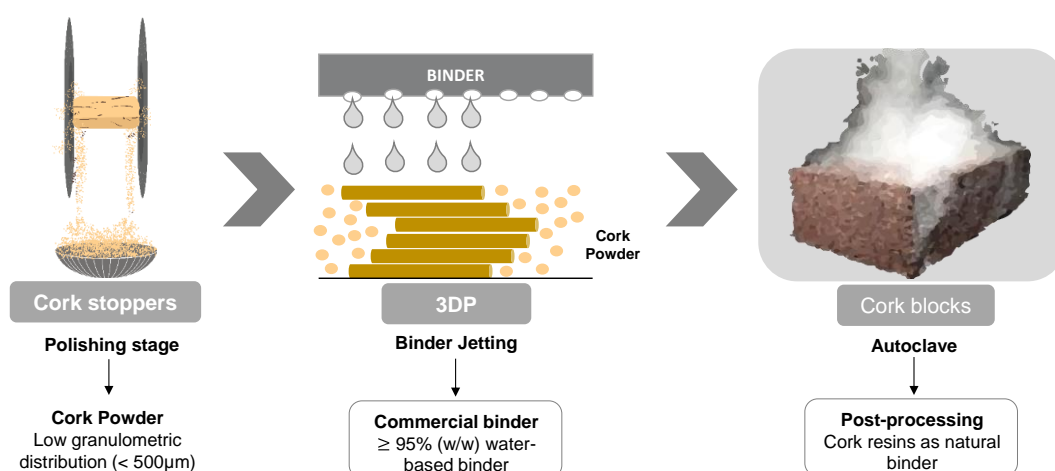 BINDER
Cork
Powder
Cork stoppers
3DP
Cork blocks
Polishing stage
Binder Jetting
Autoclave
Cork Powder
Low granulometric
distribution (< 500µm)
Commercial binder
≥ 95% (w/w) water-
based binder
Post-processing
Cork resins as natural
binder